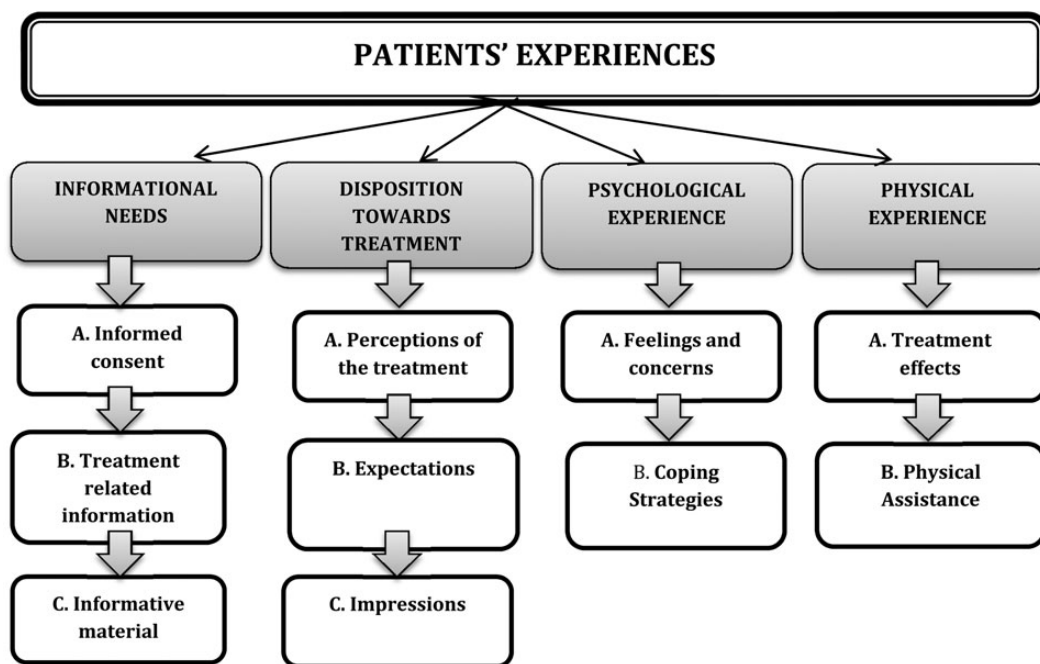 PATIENTS’ EXPERIENCES
INFORMATIONAL
NEEDS
A. Informed
consent
B. Treatment
related
information
C. Informative
material
DISPOSITION
TOWARDS
TREATMENT
A. Perceptions of
the treatment
B. Expectations
C. Impressions
PSYCHOLOGICAL
EXPERIENCE
A. Feelings and
concerns
B. Coping
Strategies
PHYSICAL
EXPERIENCE
A. Treatment
effects
B. Physical
Assistance